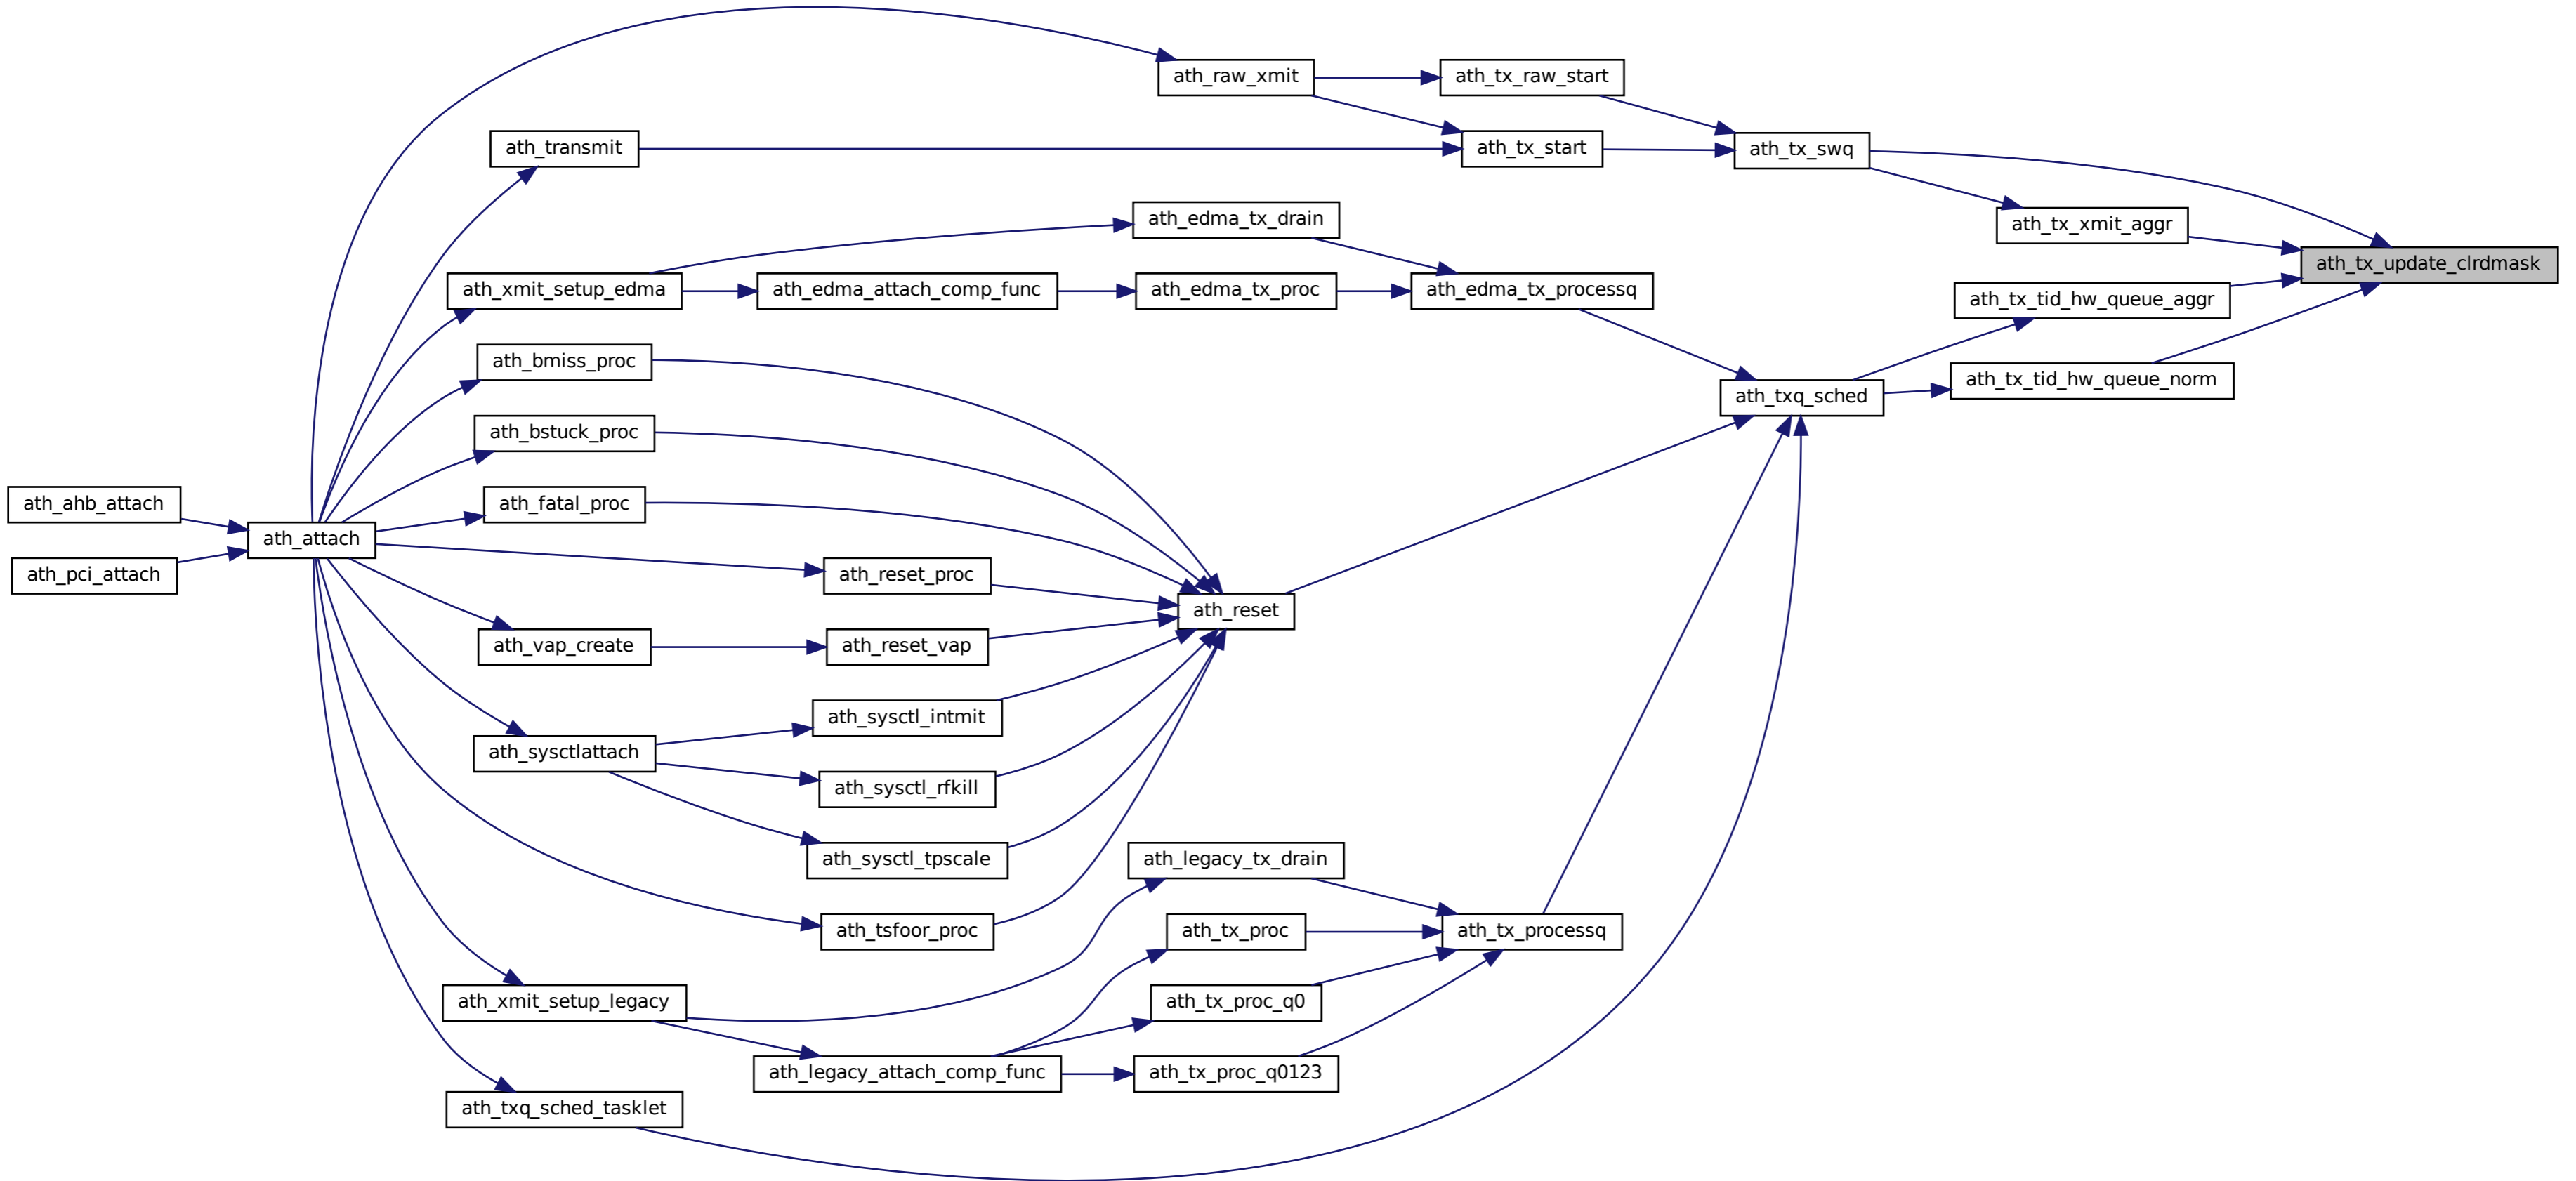 ath_raw_xmit
ath_tx_raw_start
ath_transmit
ath_tx_start
ath_tx_swq
ath_edma_tx_drain
ath_tx_xmit_aggr
ath_tx_update_clrdmask
ath_xmit_setup_edma
ath_edma_attach_comp_func
ath_edma_tx_proc
ath_edma_tx_processq
ath_tx_tid_hw_queue_aggr
ath_bmiss_proc
ath_tx_tid_hw_queue_norm
ath_txq_sched
ath_bstuck_proc
ath_ahb_attach
ath_fatal_proc
ath_attach
ath_pci_attach
ath_reset_proc
ath_reset
ath_vap_create
ath_reset_vap
ath_sysctl_intmit
ath_sysctlattach
ath_sysctl_rfkill
ath_sysctl_tpscale
ath_legacy_tx_drain
ath_tsfoor_proc
ath_tx_proc
ath_tx_processq
ath_xmit_setup_legacy
ath_tx_proc_q0
ath_legacy_attach_comp_func
ath_tx_proc_q0123
ath_txq_sched_tasklet